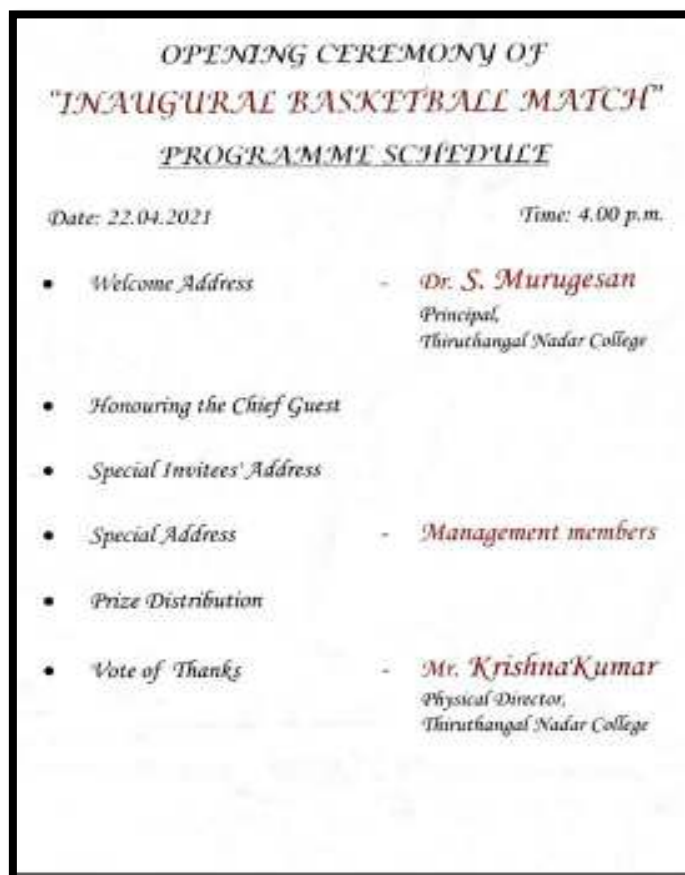 OPENING CEREMONY OF
"INAUGURAL BASKETBALL MATCH"
PROGRAMME SCHEDULE
Date: 22.04.2021 Time: 4.00 p.m.
• Welcome Address - Dr. S. Murugesan
Principal,
Thiruthangal Nadar College
• Honouring the Chief Guest
• Special Invitees' Address
• Special Address - Management members
• Prize Distribution
• Vote of Thanks - Mr. KrishnaKumar
Physical Director,
Thiruthangal Nadar College